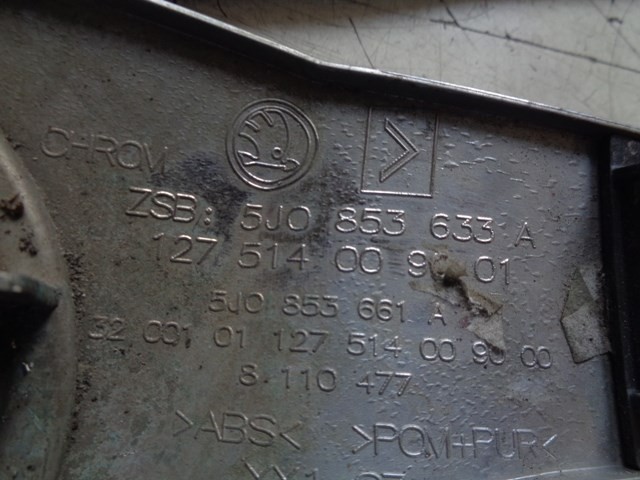 CHROM
ZSB: 5J0 853 633 A
127 514 00 90 01
5J0 853 661 A
32 001 01 127 514 00 90 00
8 110 477
>ABS< >POM+PUR<